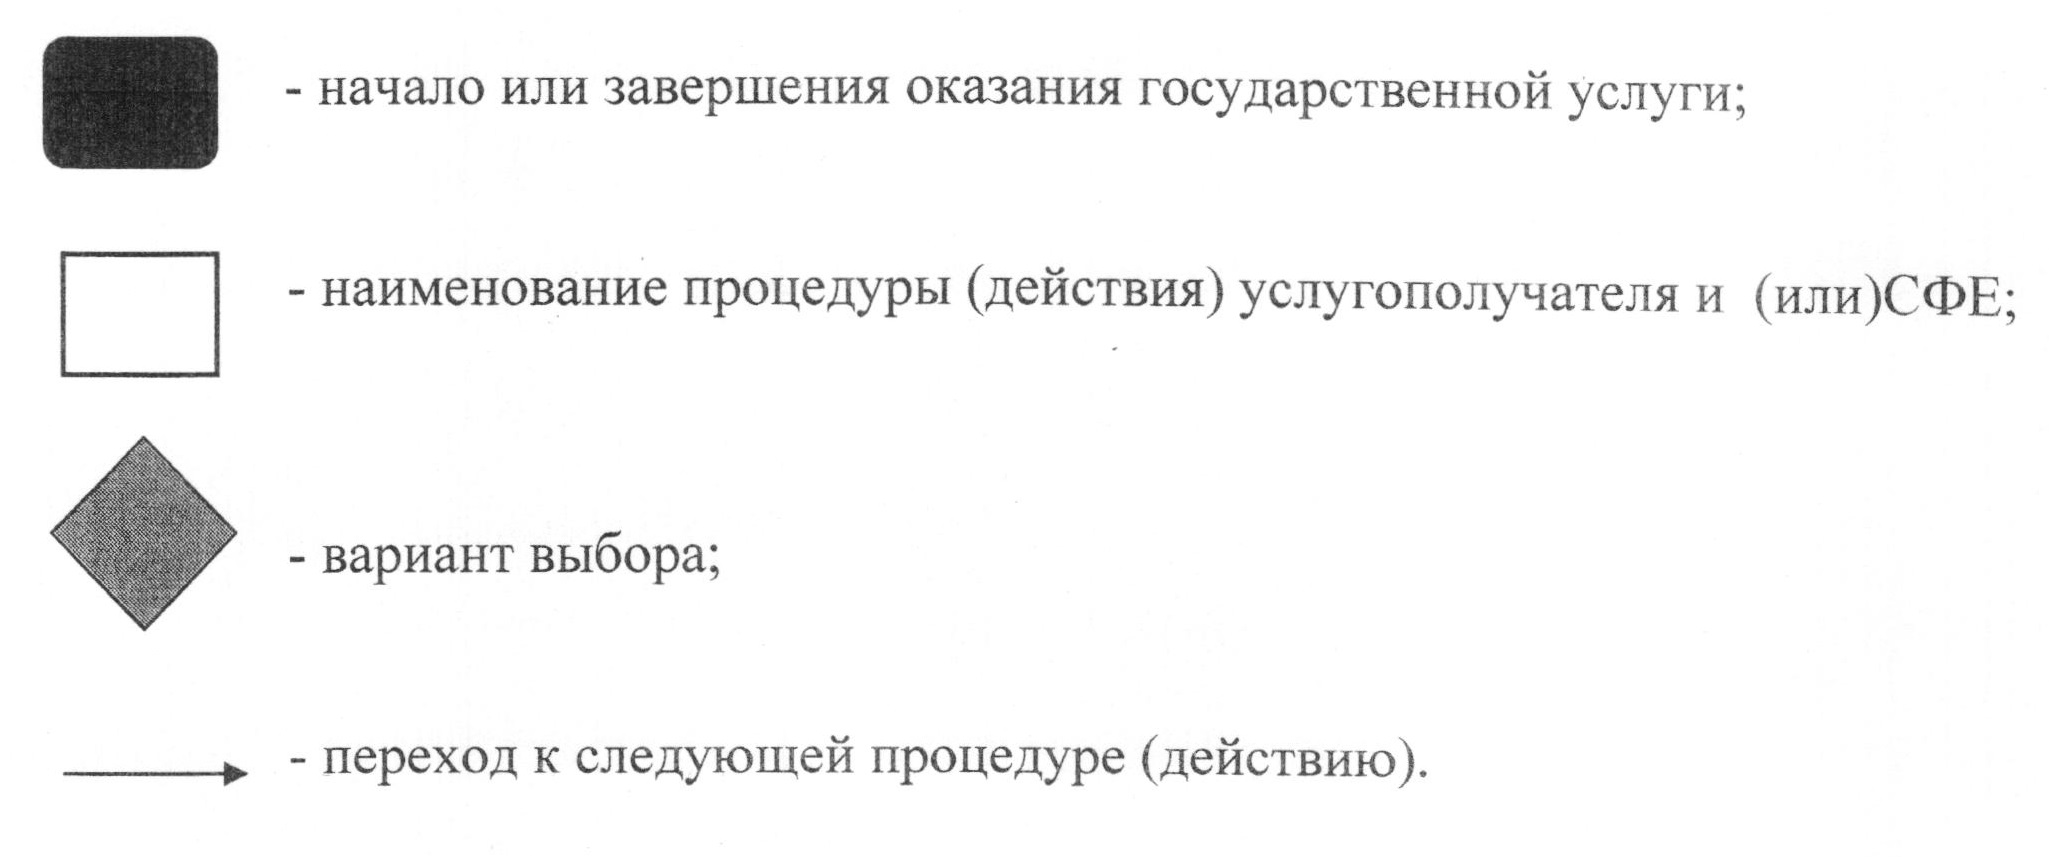 - начало или завершения оказания государственной услуги;
- наименование процедуры (действия) услугополучателя и (или)СФЕ;
- вариант выбора;
- переход к следующей процедуре (действию).